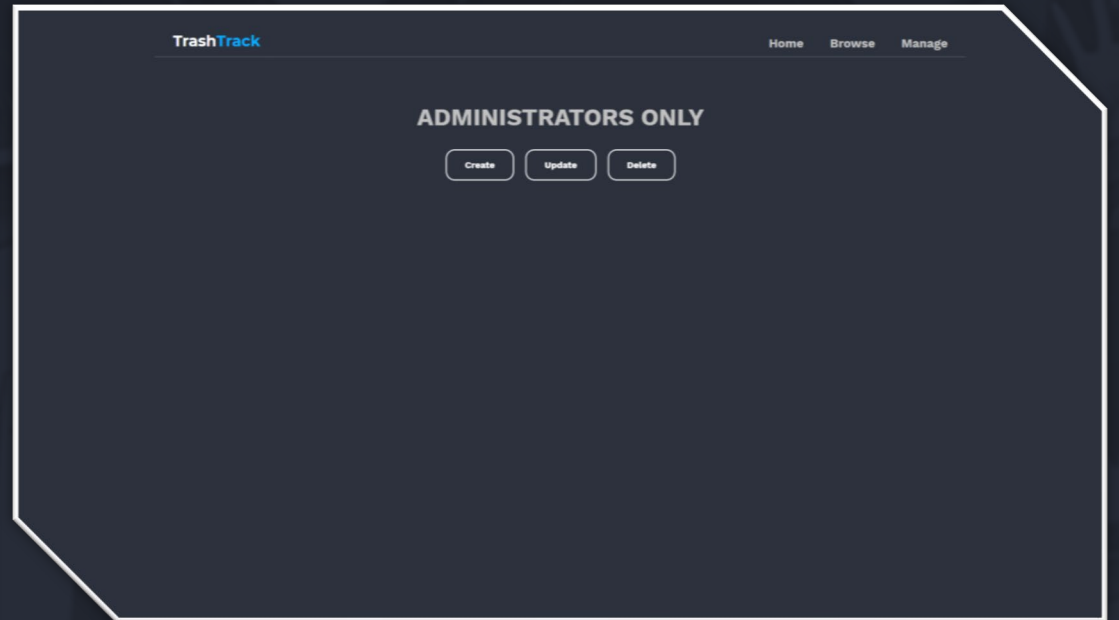 TrashTrack
Home Browse Manage
ADMINISTRATORS ONLY
Create Update Delete